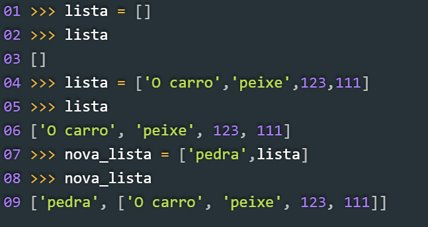 01 >>> lista = []
02 >>> lista
03 []
04 >>> lista = ['O carro','peixe',123,111]
05 >>> lista
06 ['O carro', 'peixe', 123, 111]
07 >>> nova_lista = ['pedra',lista]
08 >>> nova_lista
09 ['pedra', ['O carro', 'peixe', 123, 111]]